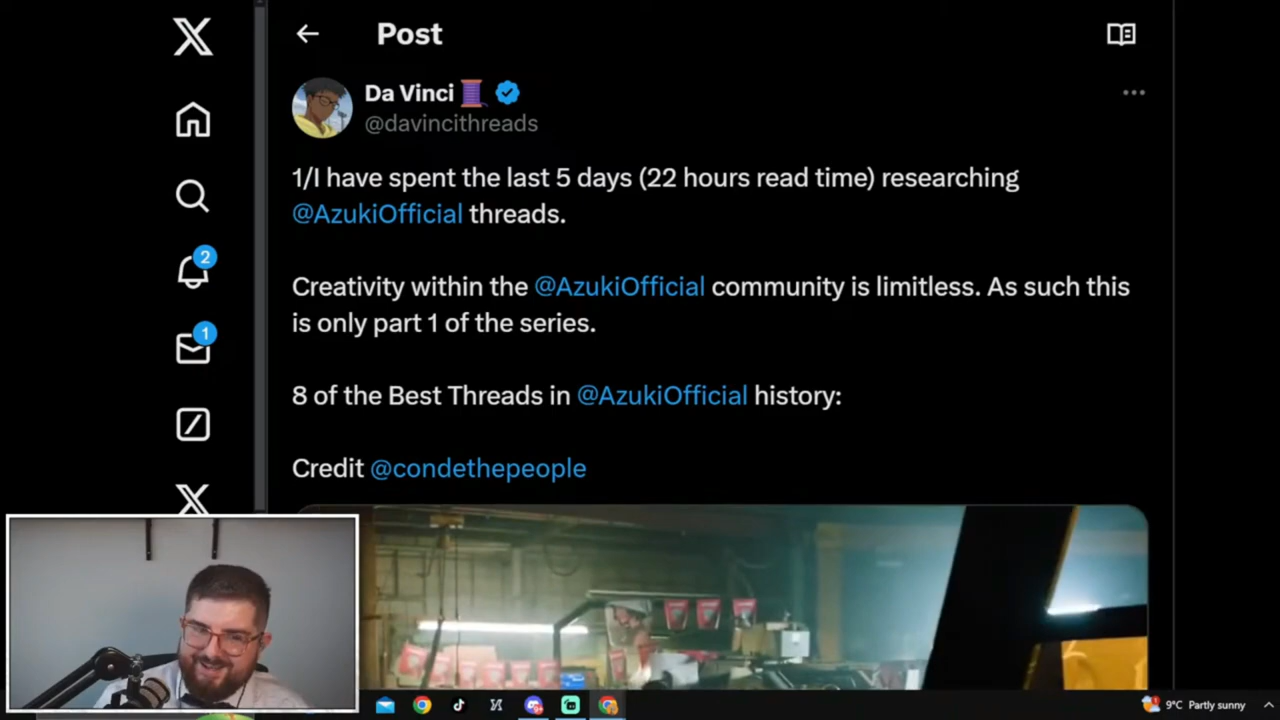 Post
Da Vinci
@davincithreads
1/I have spent the last 5 days (22 hours read time) researching
@AzukiOfficial threads.
Creativity within the @AzukiOfficial community is limitless. As such this
is only part 1 of the series.
8 of the Best Threads in @AzukiOfficial history:
Credit @condethepeople
2
1
9°C Partly sunny